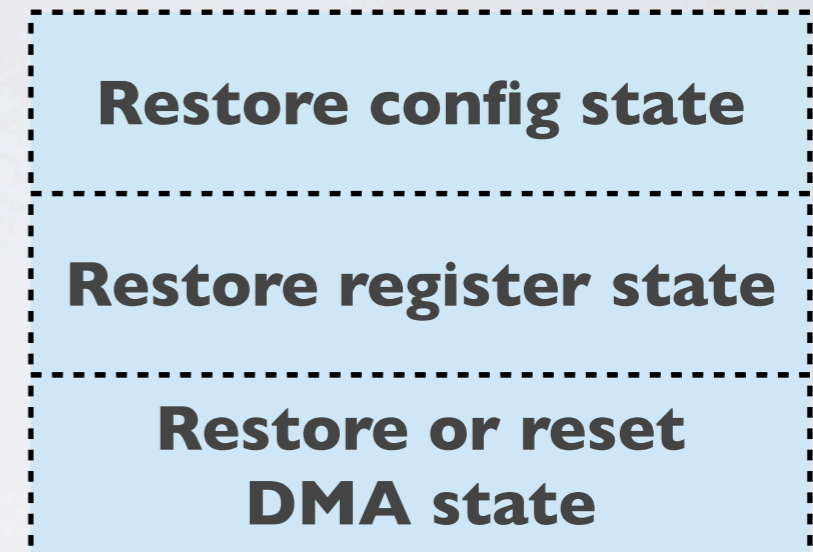 Restore config state
Restore register state
Restore or reset
DMA state